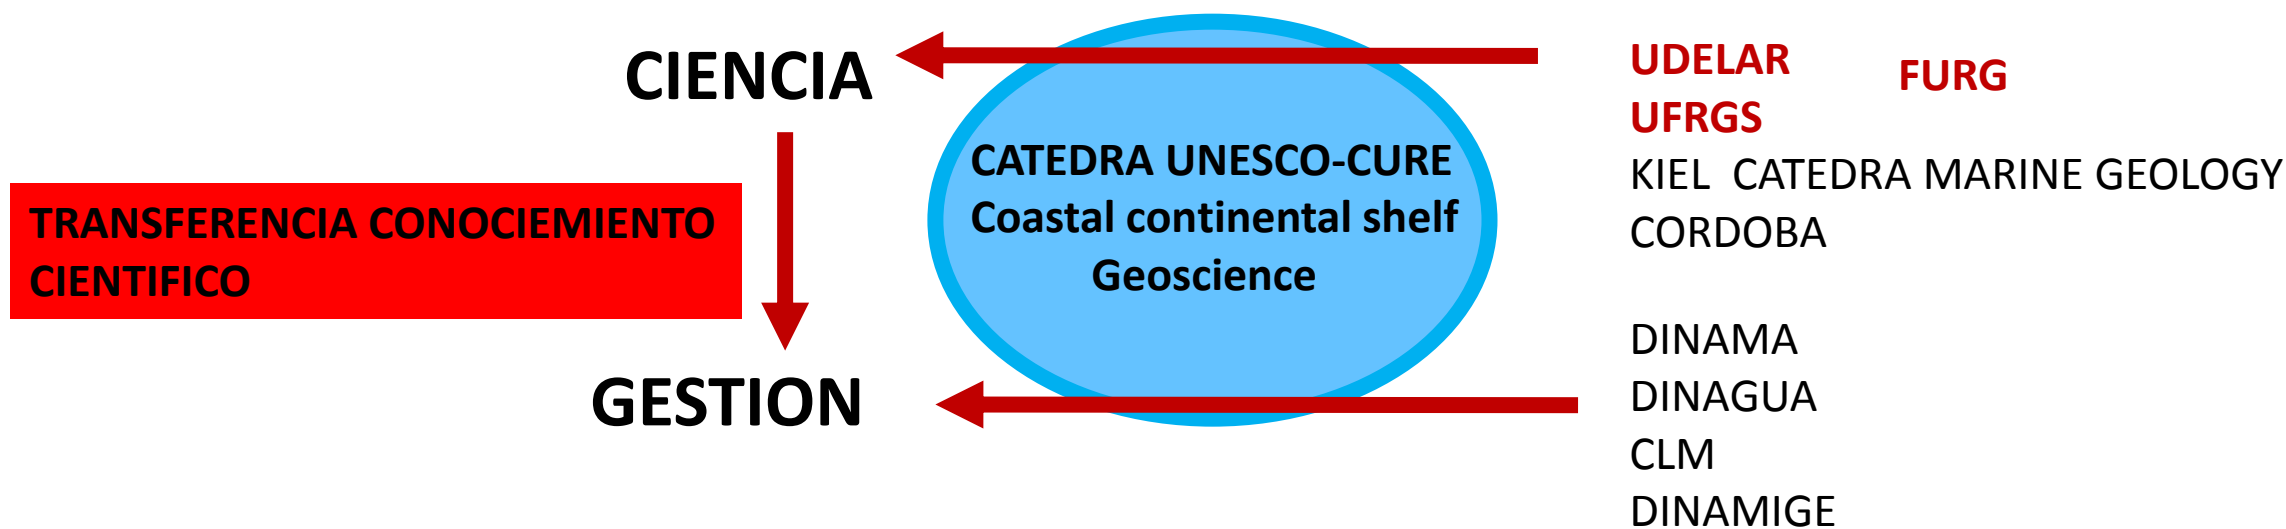 CIENCIA
TRANSFERENCIA CONOCIEMIENTO
CIENTIFICO
GESTION
CATEDRA UNESCO-CURE
Coastal continental shelf
Geoscience
UDELAR
FURG
UFRGS
KIEL CATEDRA MARINE GEOLOGY
CORDOBA
DINAMA
DINAGUA
CLM
DINAMIGE